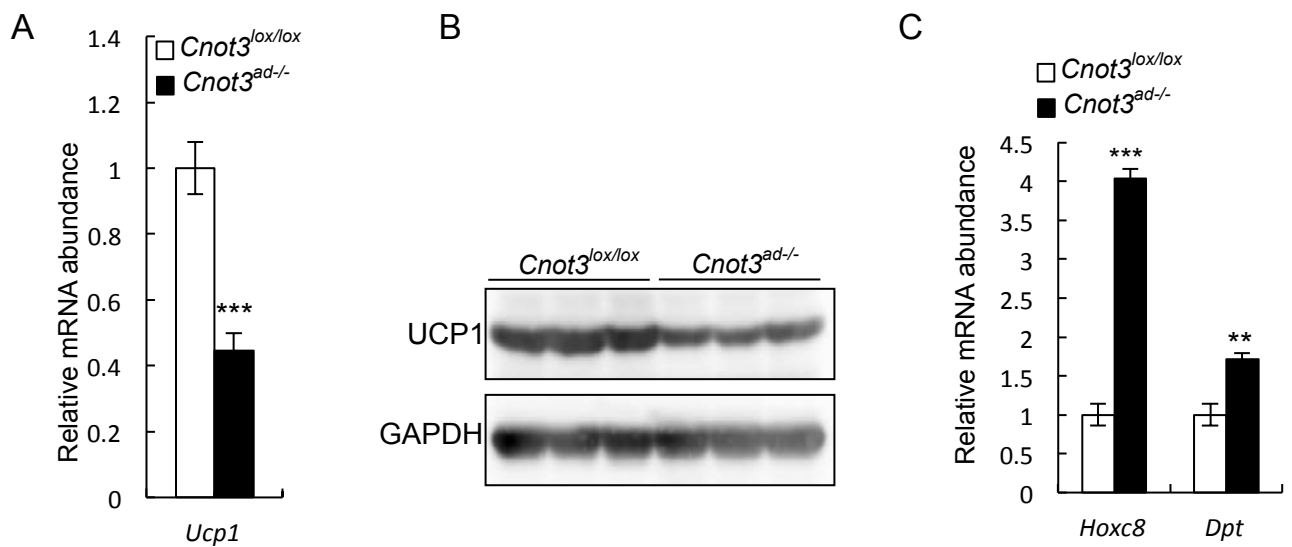 A
Relative mRNA abundance
1.4
1.2
1
0.8
0.6
0.4
0.2
0
Cnot3lox/lox
Cnot3ad-/-
***
Ucp1
B
Cnot3lox/lox Cnot3ad-/-
UCP1
GAPDH
C
Cnot3lox/lox
Cnot3ad-/-
Relative mRNA abundance
4.5
4
3.5
3
2.5
2
1.5
1
0.5
0
***
**
Hoxc8 Dpt